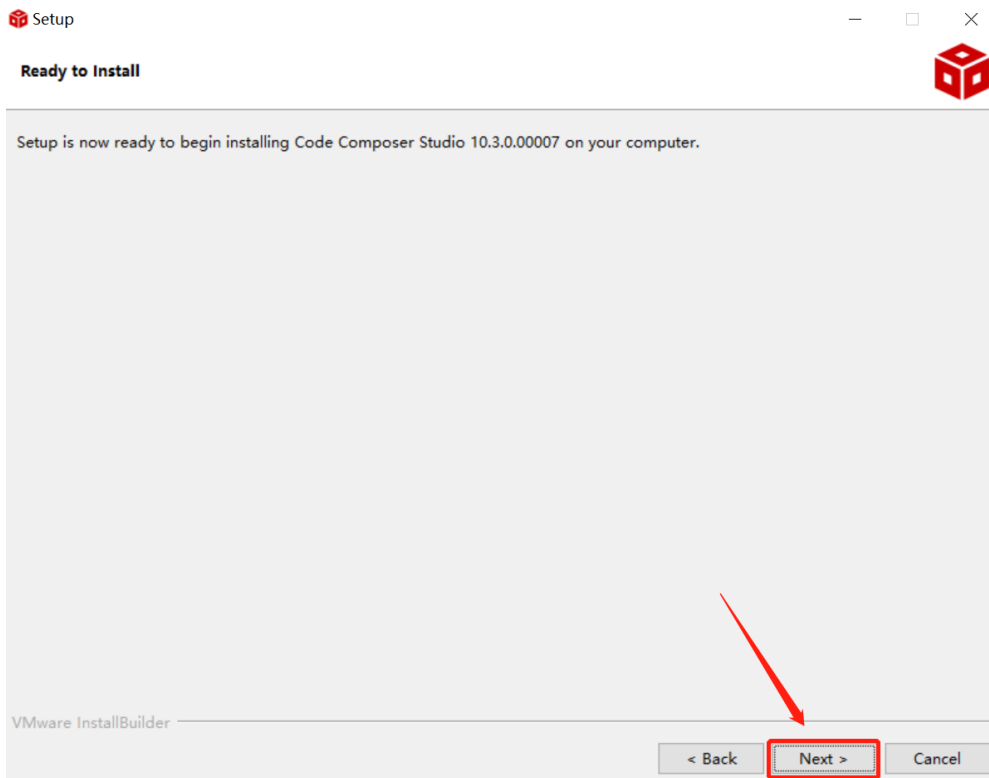 Setup
Ready to Install
Setup is now ready to begin installing Code Composer Studio 10.3.0.00007 on your computer.
VMware InstallBuilder
< Back
Next >
Cancel